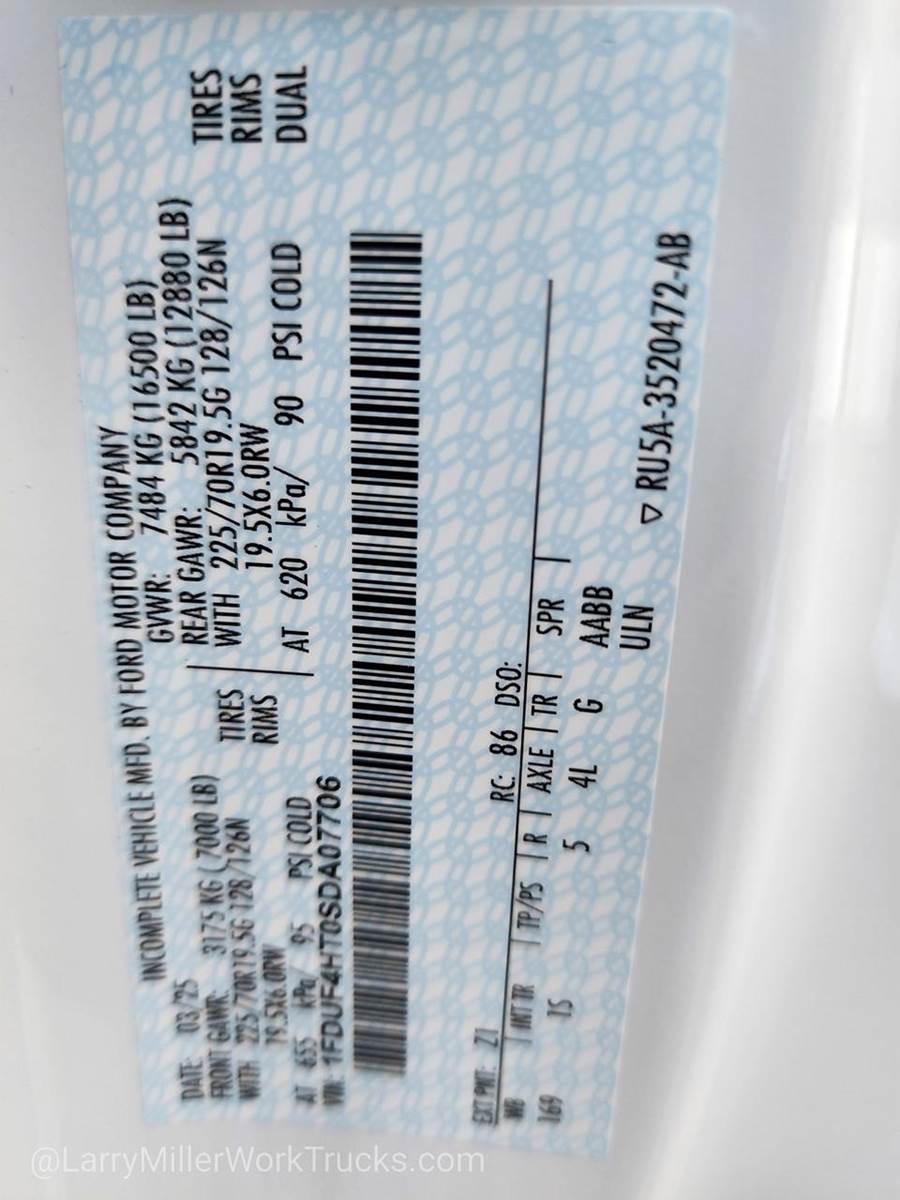 INCOMPLETE VEHICLE MFD. BY FORD MOTOR COMPANY
DATE: 03/25 GVWR: 7484 KG (16500 LB)
FRONT GAWR: 3175 KG (7000 LB) REAR GAWR: 5842 KG (12880 LB)
WITH 225/70R19.5G 128/126N TIRES WITH 225/70R19.5G 128/126N TIRES
19.5X6.0RW RIMS 19.5X6.0RW RIMS
AT 655 kPa/ 95 PSI COLD AT 620 kPa/ 90 PSI COLD DUAL
VIN: 1FDUF4HT0SDA07706
EXT PNT: Z1 RC: 86 DSO:
WB INT TR TP/PS R AXLE TR SPR
169 IS 5 4L G AABB
ULN
▽ RU5A-3520472-AB
@LarryMillerWorkTrucks.com